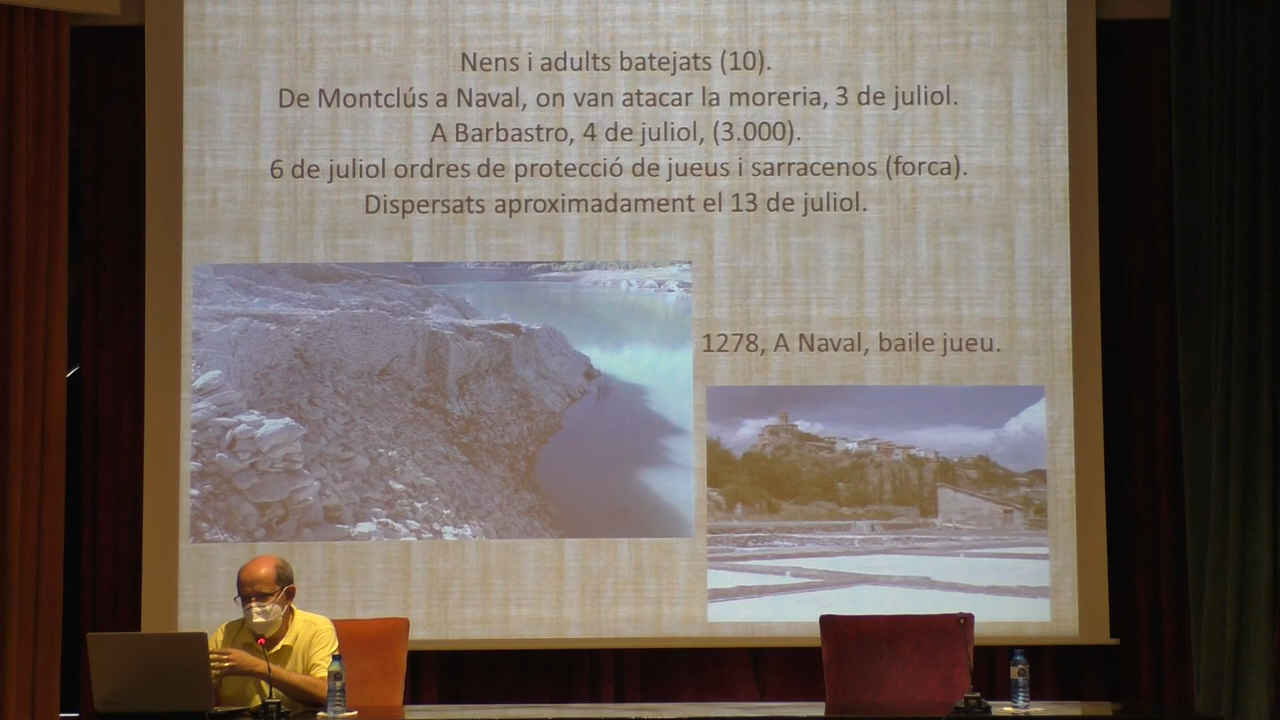 Nens i adults batejats (10).
De Montclús a Naval, on van atacar la moreria, 3 de juliol.
A Barbastro, 4 de juliol, (3.000).
6 de juliol ordres de protecció de jueus i sarracenos (forca).
Dispersats aproximadament el 13 de juliol.
1278, A Naval, baile jueu.